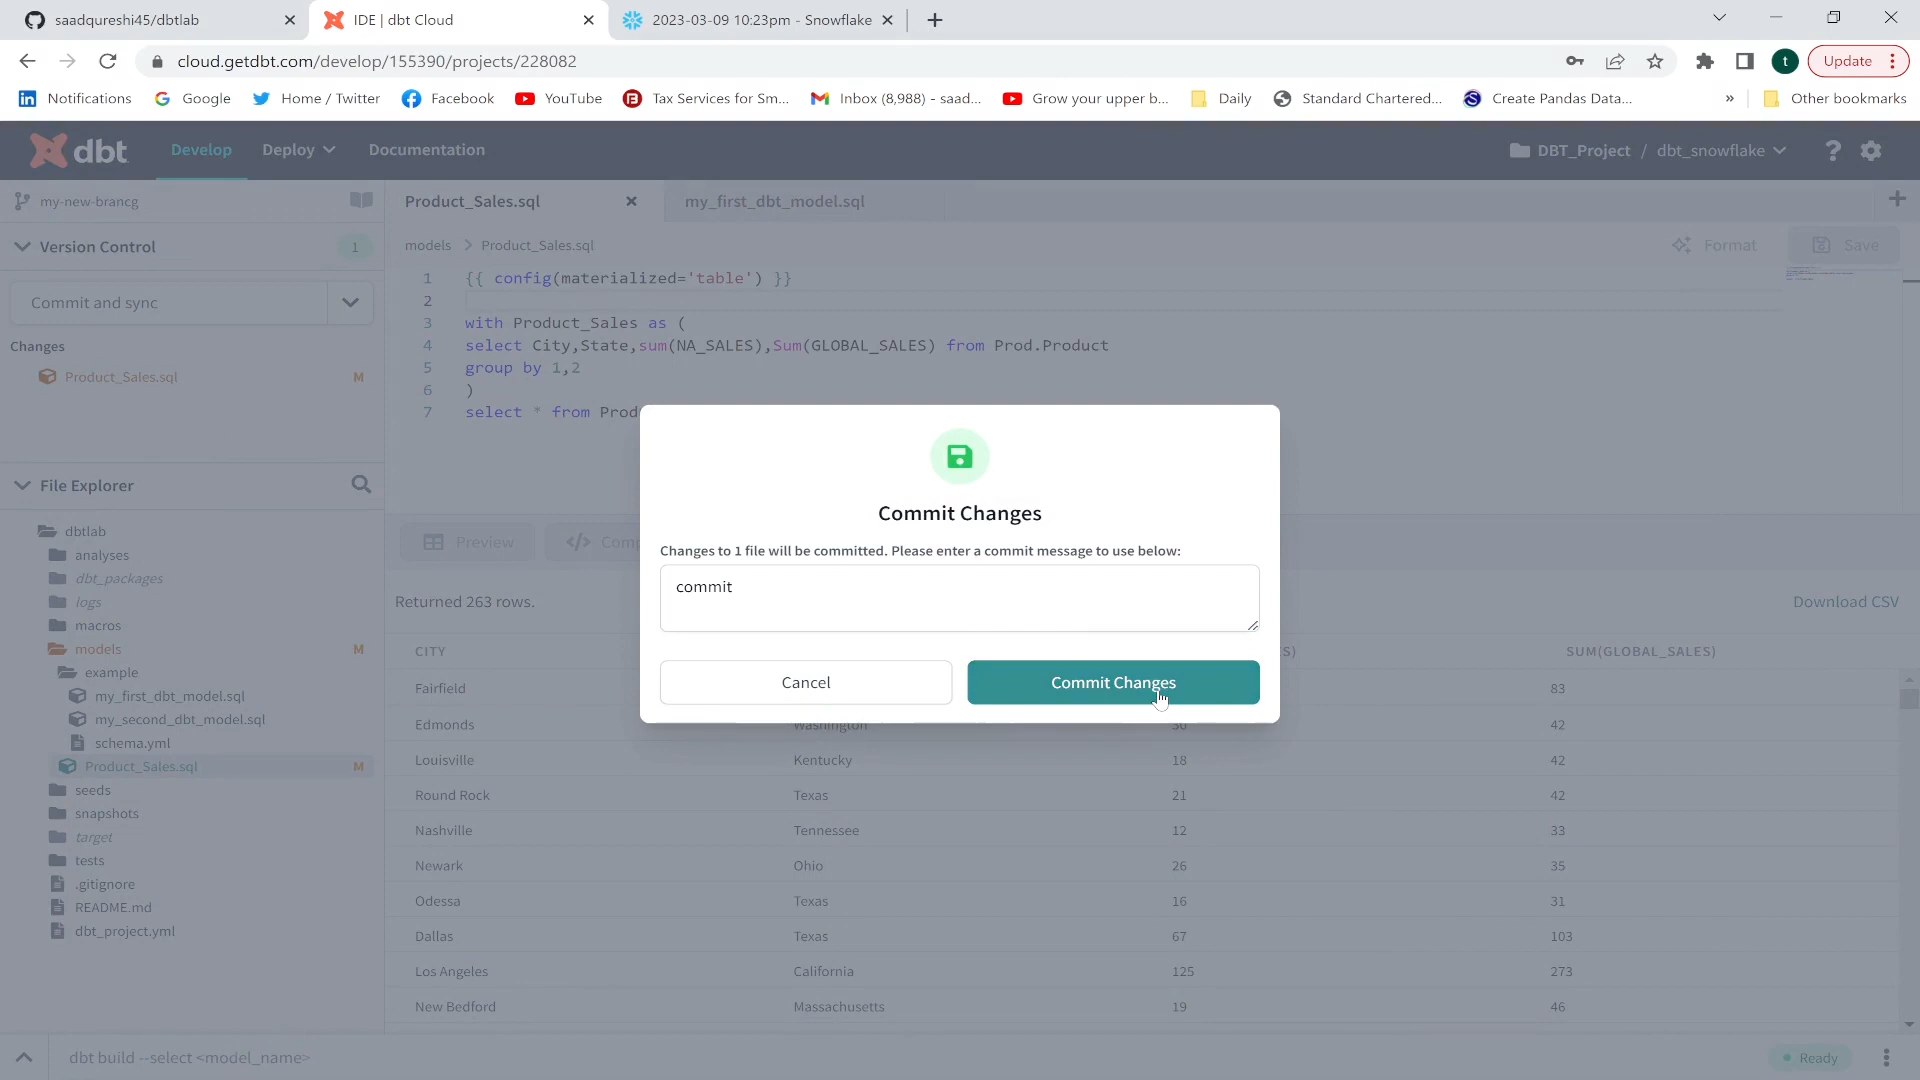 saadqureshi45/dbtlab
IDE | dbt Cloud
2023-03-09 10:23pm - Snowflake
cloud.getdbt.com/develop/155390/projects/228082
t
Update
Notifications
Google
Home / Twitter
Facebook
YouTube
Tax Services for Sm...
Inbox (8,988) - saad...
Grow your upper b...
Daily
Standard Chartered...
Create Pandas Data...
»
Other bookmarks
dbt
Develop
Deploy
Documentation
DBT_Project / dbt_snowflake
my-new-brancg
Version Control
1
Commit and sync
Changes
Product_Sales.sql M
File Explorer
dbtlab
analyses
dbt_packages
logs
macros
models M
example
my_first_dbt_model.sql
my_second_dbt_model.sql
schema.yml
Product_Sales.sql M
seeds
snapshots
target
tests
.gitignore
README.md
dbt_project.yml
Product_Sales.sql
my_first_dbt_model.sql
models > Product_Sales.sql
Format
Save
1 {{ config(materialized='table') }}
2
3 with Product_Sales as (
4 select City,State,sum(NA_SALES),Sum(GLOBAL_SALES) from Prod.Product
5 group by 1,2
6 )
7 select * from Prod
Commit Changes
Changes to 1 file will be committed. Please enter a commit message to use below:
commit
Cancel
Commit Changes
Preview
</> Comp
Returned 263 rows.
Download CSV
CITY S) SUM(GLOBAL_SALES)
Fairfield 83
Edmonds Washington 30 42
Louisville Kentucky 18 42
Round Rock Texas 21 42
Nashville Tennessee 12 33
Newark Ohio 26 35
Odessa Texas 16 31
Dallas Texas 67 103
Los Angeles California 125 273
New Bedford Massachusetts 19 46
dbt build --select <model_name>
Ready